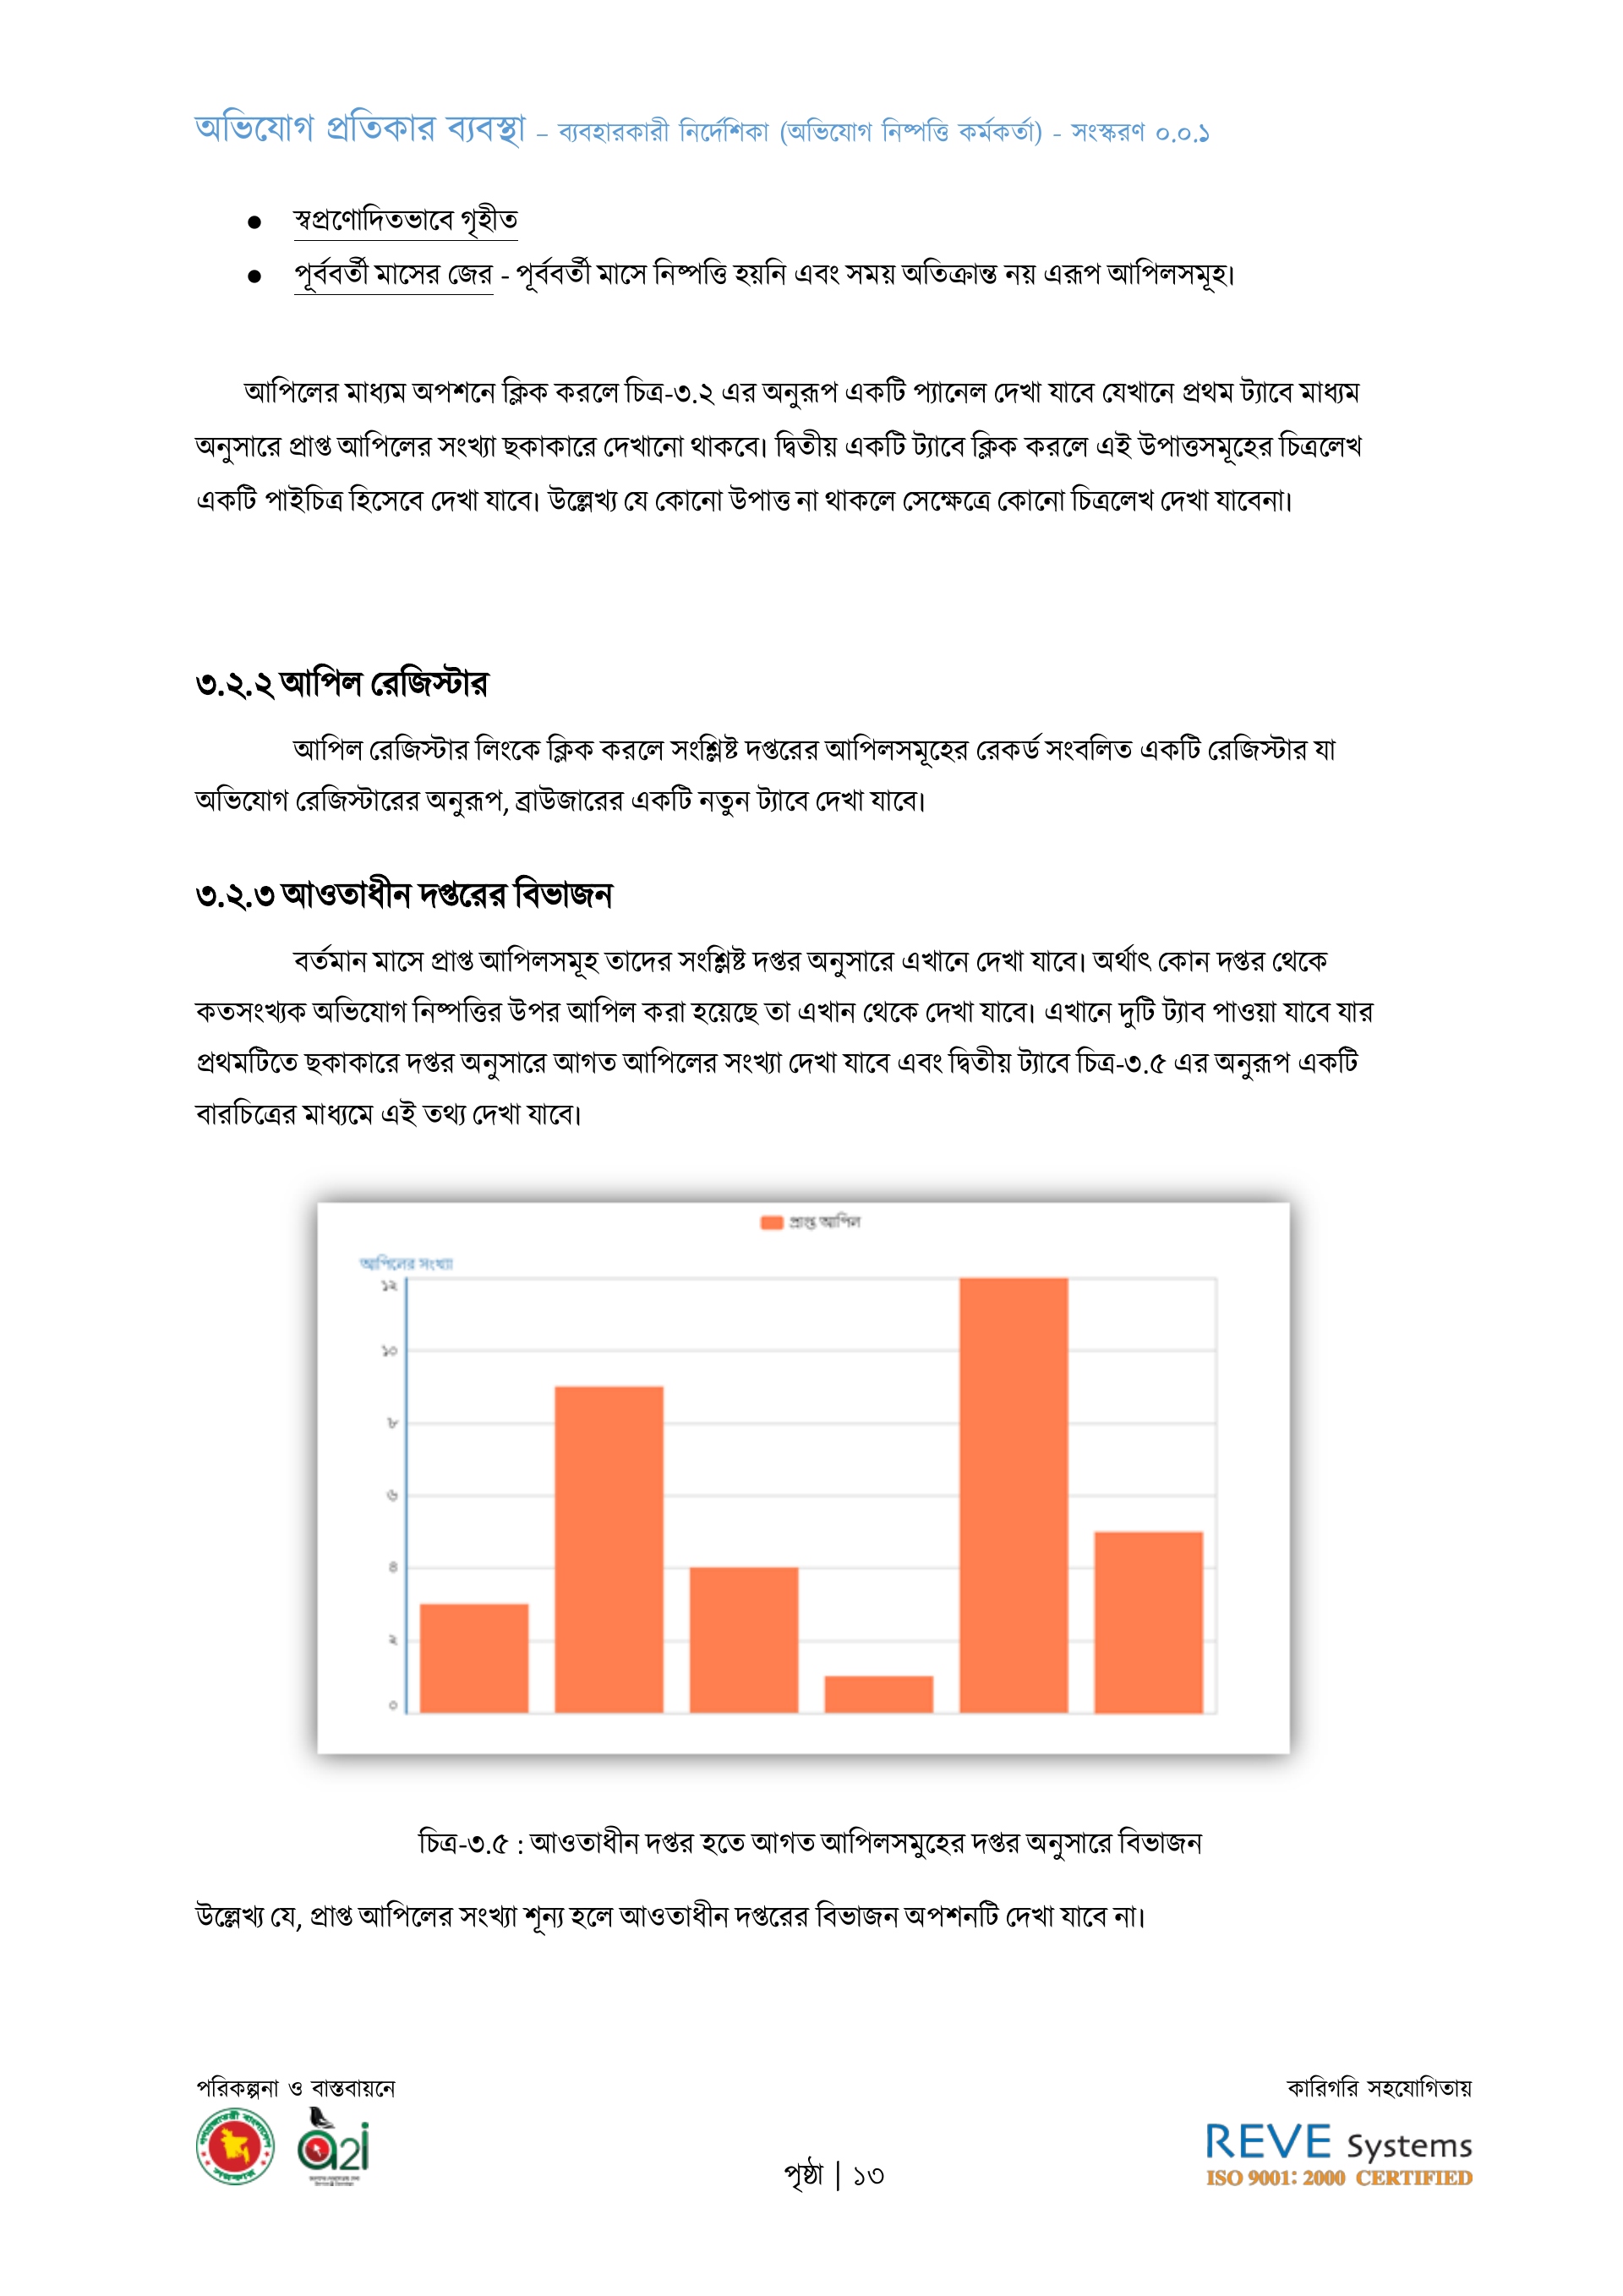 অভিযোগ প্রতিকার ব্যবস্থা – ব্যবহারকারী নির্দেশিকা (অভিযোগ নিষ্পত্তি কর্মকর্তা) - সংস্করণ ০.০.১
● স্বপ্রণোদিতভাবে গৃহীত
● পূর্ববর্তী মাসের জের - পূর্ববর্তী মাসে নিষ্পত্তি হয়নি এবং সময় অতিক্রান্ত নয় এরূপ আপিলসমূহ।
আপিলের মাধ্যম অপশনে ক্লিক করলে চিত্র-৩.২ এর অনুরূপ একটি প্যানেল দেখা যাবে যেখানে প্রথম ট্যাবে মাধ্যম
অনুসারে প্রাপ্ত আপিলের সংখ্যা ছকাকারে দেখানো থাকবে। দ্বিতীয় একটি ট্যাবে ক্লিক করলে এই উপাত্তসমূহের চিত্রলেখ
একটি পাইচিত্র হিসেবে দেখা যাবে। উল্লেখ্য যে কোনো উপাত্ত না থাকলে সেক্ষেত্রে কোনো চিত্রলেখ দেখা যাবেনা।
৩.২.২ আপিল রেজিস্টার
আপিল রেজিস্টার লিংকে ক্লিক করলে সংশ্লিষ্ট দপ্তরের আপিলসমূহের রেকর্ড সংবলিত একটি রেজিস্টার যা
অভিযোগ রেজিস্টারের অনুরূপ, ব্রাউজারের একটি নতুন ট্যাবে দেখা যাবে।
৩.২.৩ আওতাধীন দপ্তরের বিভাজন
বর্তমান মাসে প্রাপ্ত আপিলসমূহ তাদের সংশ্লিষ্ট দপ্তর অনুসারে এখানে দেখা যাবে। অর্থাৎ কোন দপ্তর থেকে
কতসংখ্যক অভিযোগ নিষ্পত্তির উপর আপিল করা হয়েছে তা এখান থেকে দেখা যাবে। এখানে দুটি ট্যাব পাওয়া যাবে যার
প্রথমটিতে ছকাকারে দপ্তর অনুসারে আগত আপিলের সংখ্যা দেখা যাবে এবং দ্বিতীয় ট্যাবে চিত্র-৩.৫ এর অনুরূপ একটি
বারচিত্রের মাধ্যমে এই তথ্য দেখা যাবে।
প্রাপ্ত আপিল
আপিলের সংখ্যা
১২
১০
৮
৬
৪
২
০
চিত্র-৩.৫ : আওতাধীন দপ্তর হতে আগত আপিলসমুহের দপ্তর অনুসারে বিভাজন
উল্লেখ্য যে, প্রাপ্ত আপিলের সংখ্যা শূন্য হলে আওতাধীন দপ্তরের বিভাজন অপশনটি দেখা যাবে না।
পরিকল্পনা ও বাস্তবায়নে
কারিগরি সহযোগিতায়
a2i
REVE Systems
ISO 9001: 2000 CERTIFIED
পৃষ্ঠা | ১৩